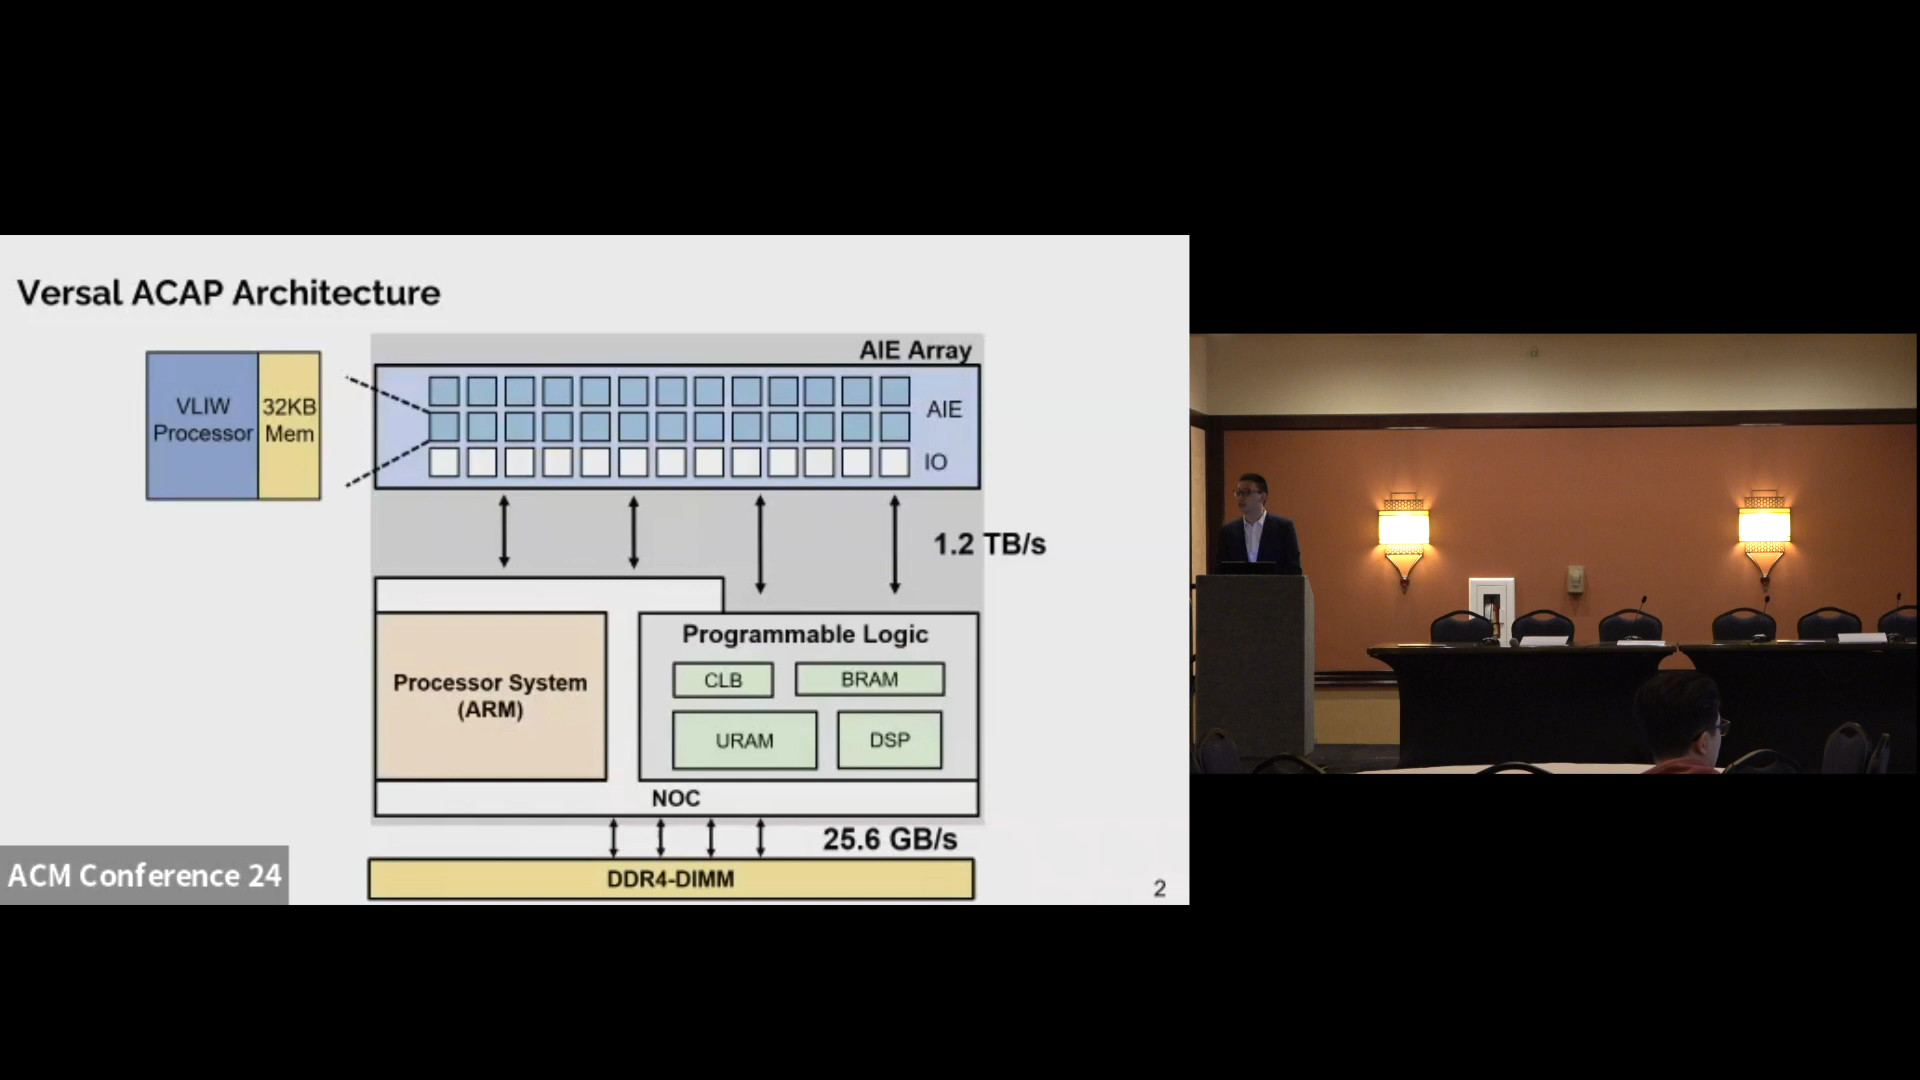 Versal ACAP Architecture
AIE Array
VLIW
Processor
32KB
Mem
AIE
IO
1.2 TB/s
Programmable Logic
CLB
BRAM
URAM
DSP
Processor System
(ARM)
NOC
25.6 GB/s
DDR4-DIMM
ACM Conference 24
2